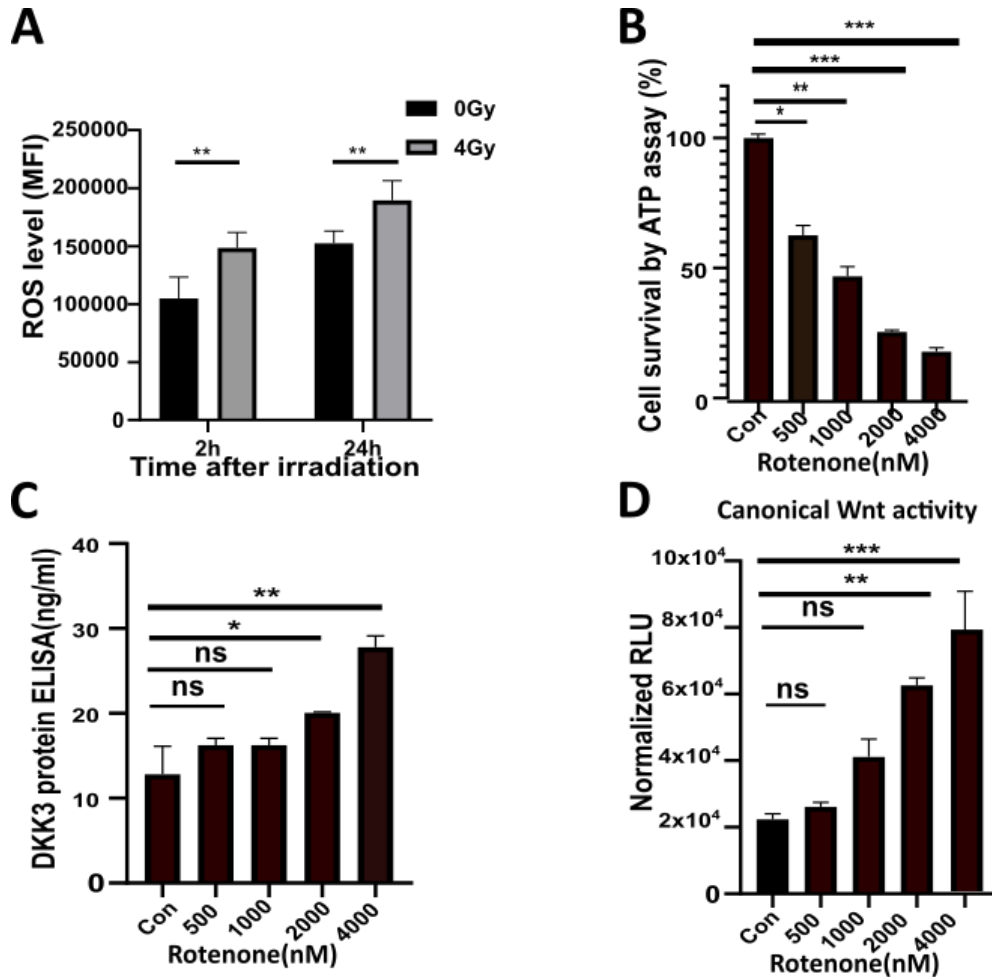 A
0Gy
4Gy
ROS level (MFI)
250000
200000
150000
100000
50000
0
**
**
2h
24h
Time after irradiation
B
Cell survival by ATP assay (%)
***
***
**
*
100
50
0
Con
500
1000
2000
4000
Rotenone(nM)
C
DKK3 protein ELISA(ng/ml)
40
30
20
10
0
**
*
ns
ns
Con
500
1000
2000
4000
Rotenone(nM)
D
Canonical Wnt activity
Normalized RLU
10x10⁴
8x10⁴
6x10⁴
4x10⁴
2x10⁴
0
***
**
ns
ns
Con
500
1000
2000
4000
Rotenone(nM)